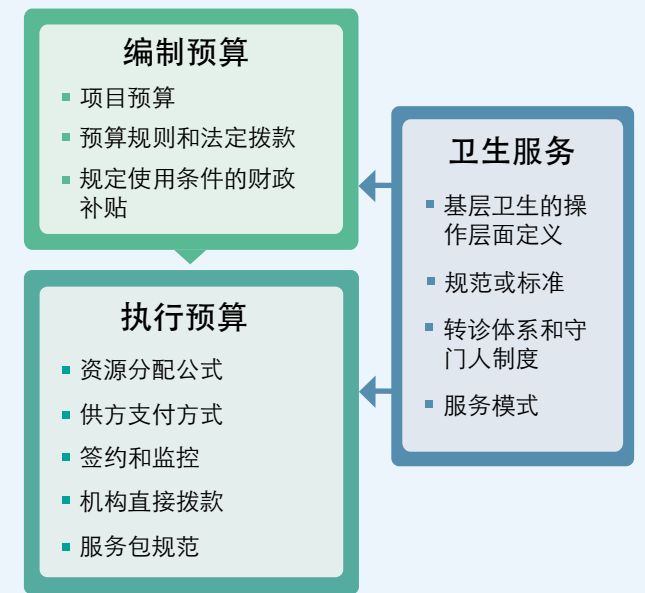 编制预算
项目预算
预算规则和法定拨款
规定使用条件的财政
补贴
执行预算
资源分配公式
供方支付方式
签约和监控
机构直接拨款
服务包规范
卫生服务
基层卫生的操
作层面定义
规范或标准
转诊体系和守
门人制度
服务模式